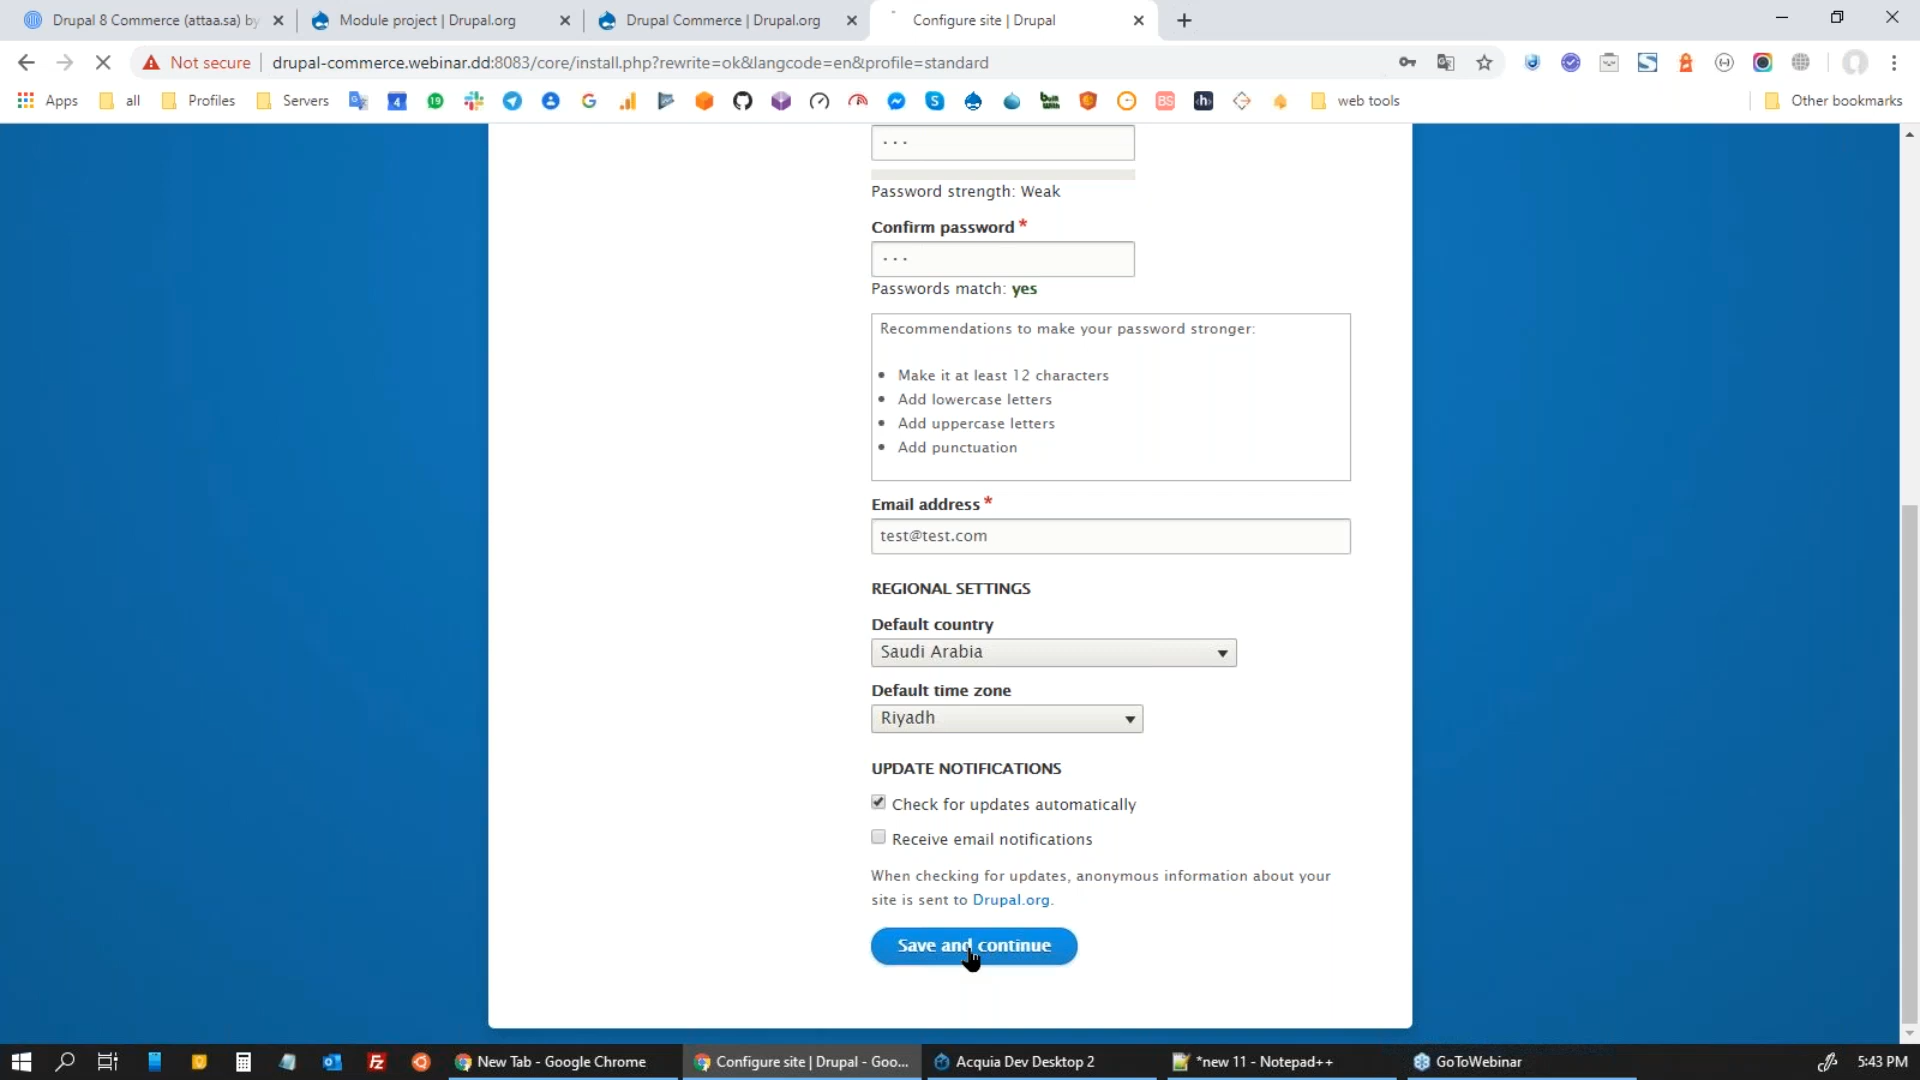 Drupal 8 Commerce (attaa.sa) by
Module project | Drupal.org
Drupal Commerce | Drupal.org
Configure site | Drupal
Not secure
drupal-commerce.webinar.dd:8083/core/install.php?rewrite=ok&langcode=en&profile=standard
Apps
all
Profiles
Servers
web tools
Other bookmarks
Password strength: Weak
Confirm password *
Passwords match: yes
Recommendations to make your password stronger:
Make it at least 12 characters
Add lowercase letters
Add uppercase letters
Add punctuation
Email address *
test@test.com
REGIONAL SETTINGS
Default country
Saudi Arabia
Default time zone
Riyadh
UPDATE NOTIFICATIONS
Check for updates automatically
Receive email notifications
When checking for updates, anonymous information about your
site is sent to Drupal.org.
Save and continue
New Tab - Google Chrome
Configure site | Drupal - Goo...
Acquia Dev Desktop 2
*new 11 - Notepad++
GoToWebinar
5:43 PM